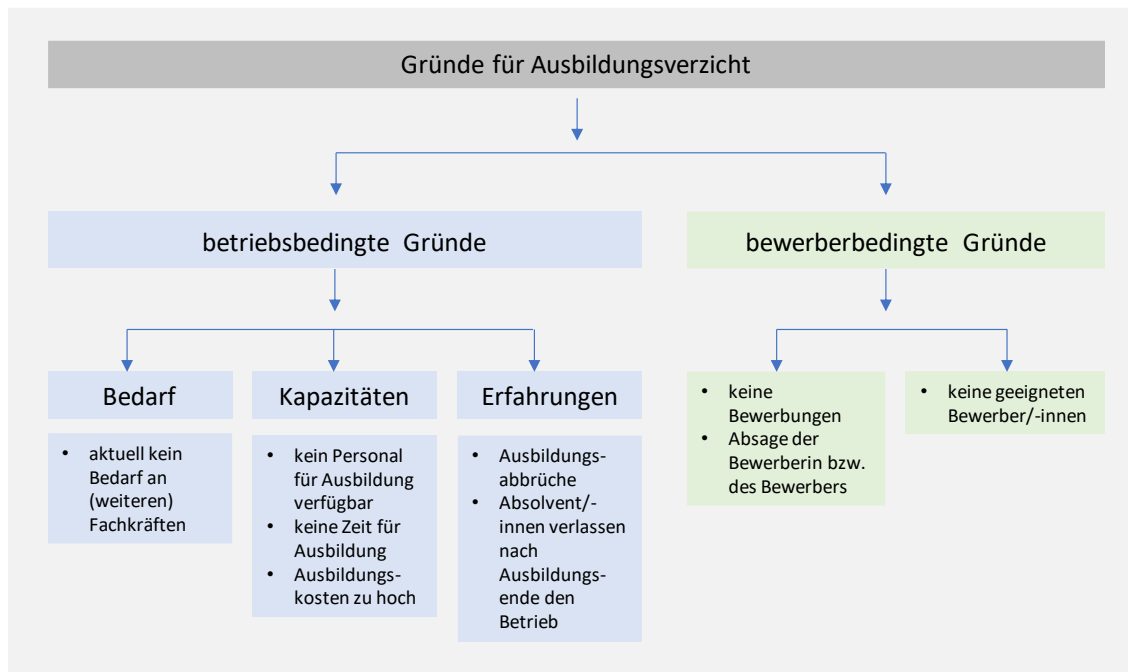 Gründe für Ausbildungsverzicht
betriebsbedingte Gründe
bewerberbedingte Gründe
Bedarf
• aktuell kein
Bedarf an
(weiteren)
Fachkräften
Kapazitäten
• kein Personal
für Ausbildung
verfügbar
• keine Zeit für
Ausbildung
• Ausbildungs-
kosten zu hoch
Erfahrungen
• Ausbildungs-
abbrüche
• Absolvent/-
innen verlassen
nach
Ausbildungs-
ende den
Betrieb
• keine
Bewerbungen
• Absage der
Bewerberin bzw.
des Bewerbers
• keine geeigneten
Bewerber/-innen